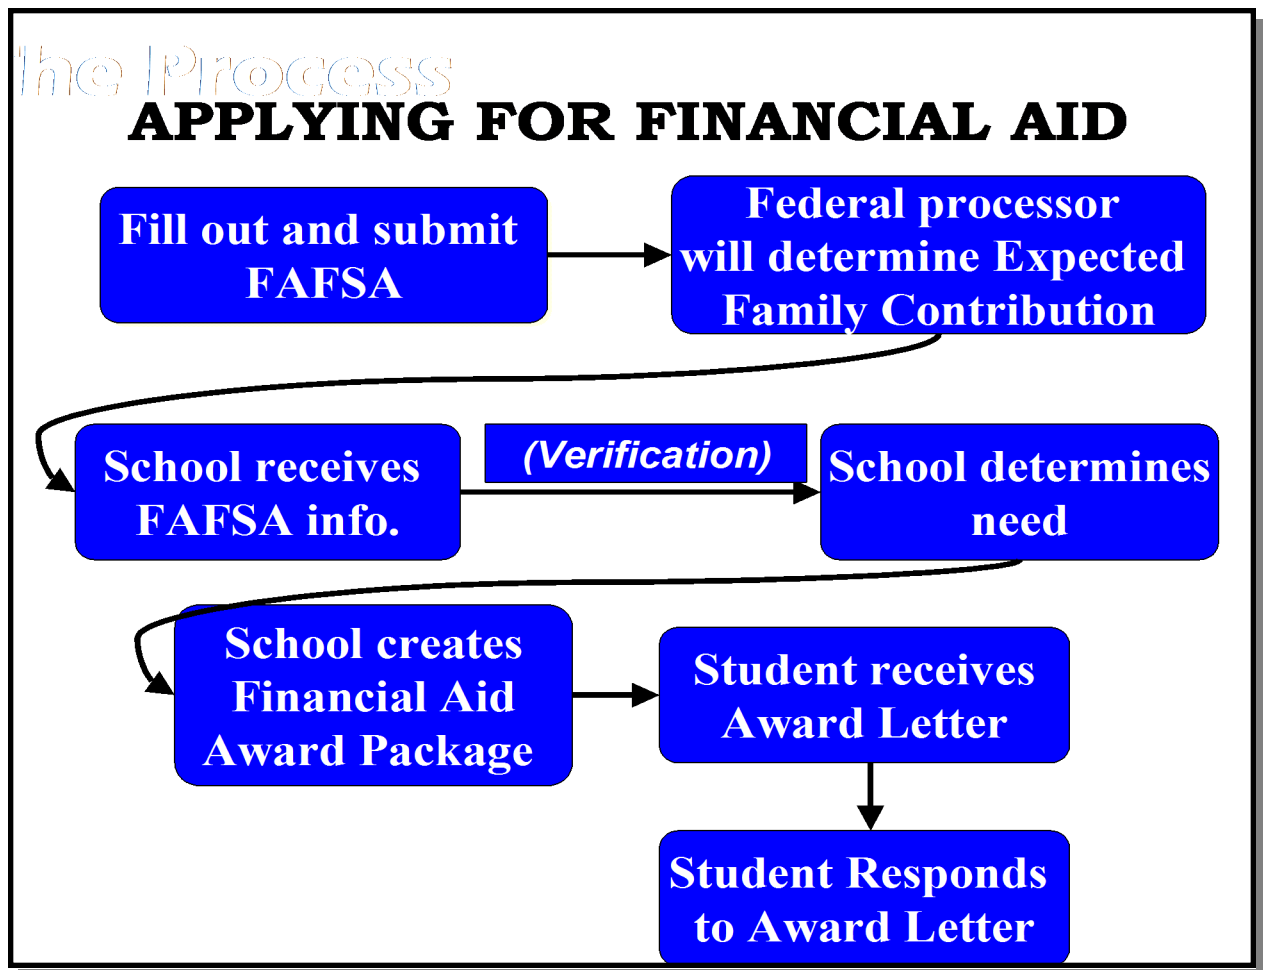 The Process
APPLYING FOR FINANCIAL AID
Fill out and submit
FAFSA
Federal processor
will determine Expected
Family Contribution
School receives
FAFSA info.
(Verification)
School determines
need
School creates
Financial Aid
Award Package
Student receives
Award Letter
Student Responds
to Award Letter